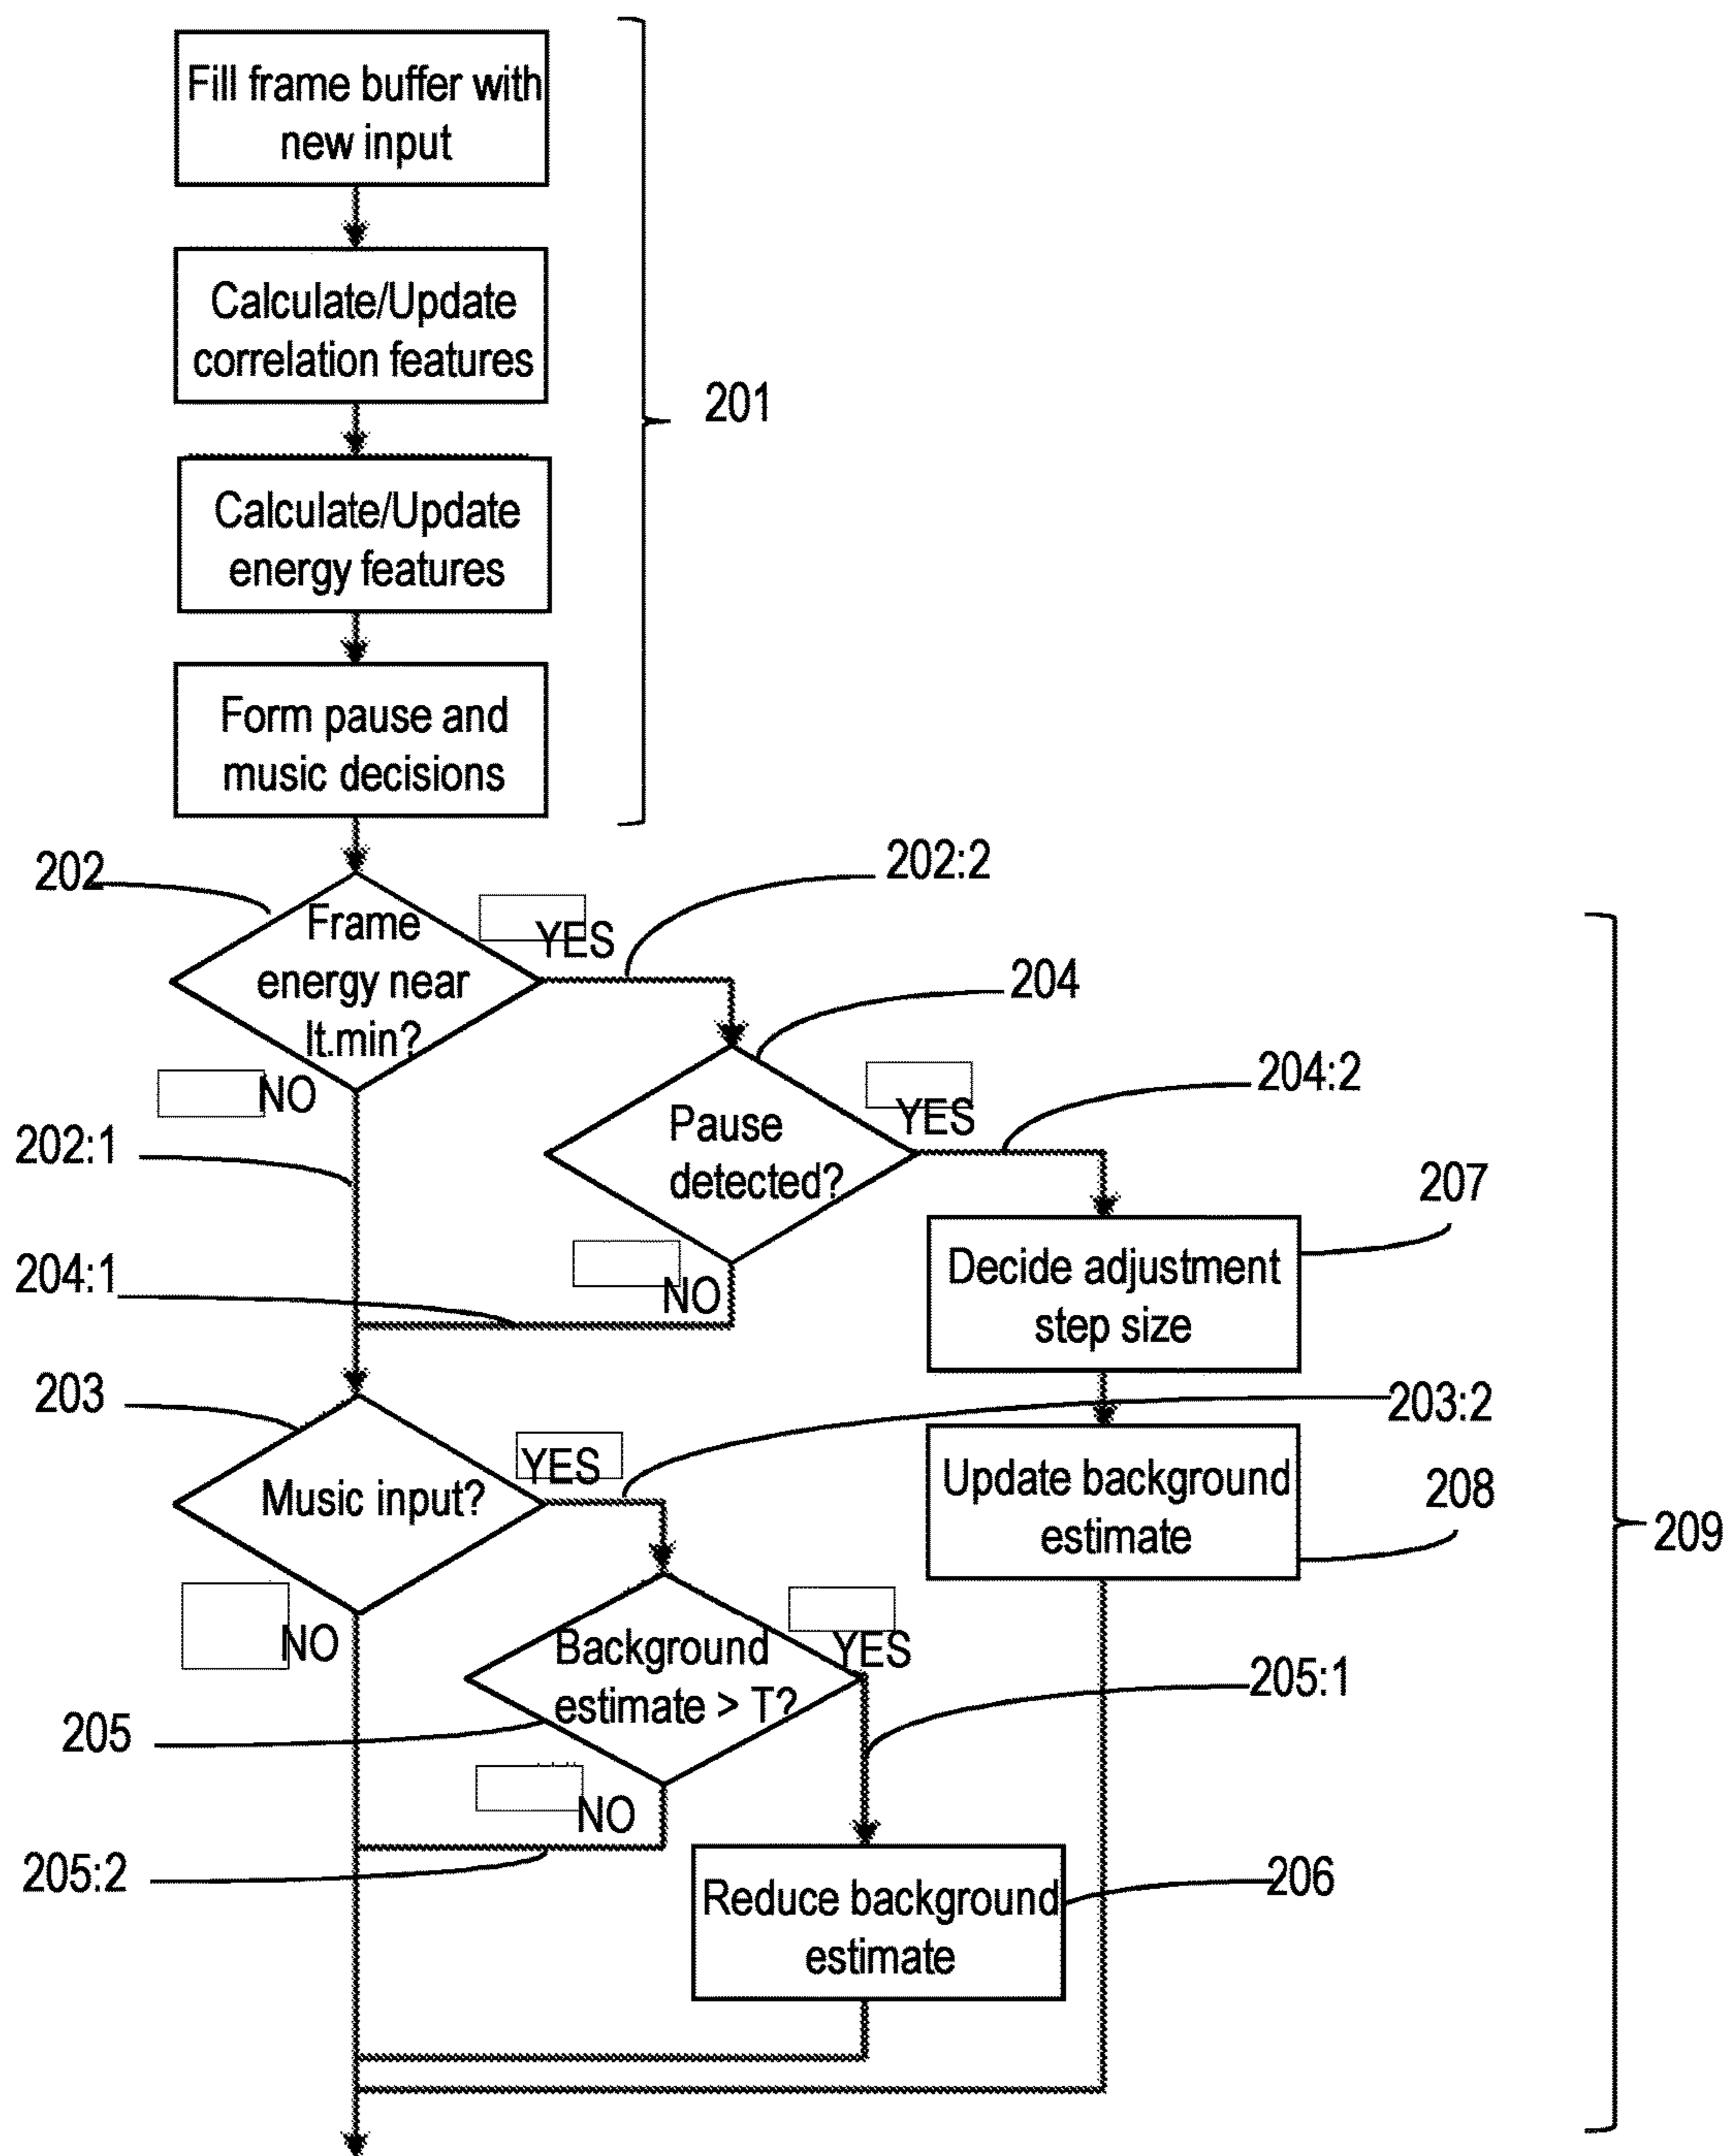 Fill frame buffer with
new input
Calculate/Update
correlation features
201
Calculate/Update
energy features
Form pause and
music decisions
202
202:2
Frame
energy near
lt.min?
YES
NO
204
204:2
Pause
detected?
YES
NO
202:1
207
Decide adjustment
step size
204:1
203
203:2
Music input?
YES
NO
Update background
estimate
208
209
Background
estimate > T?
YES
NO
205:1
205
205:2
Reduce background
estimate
206